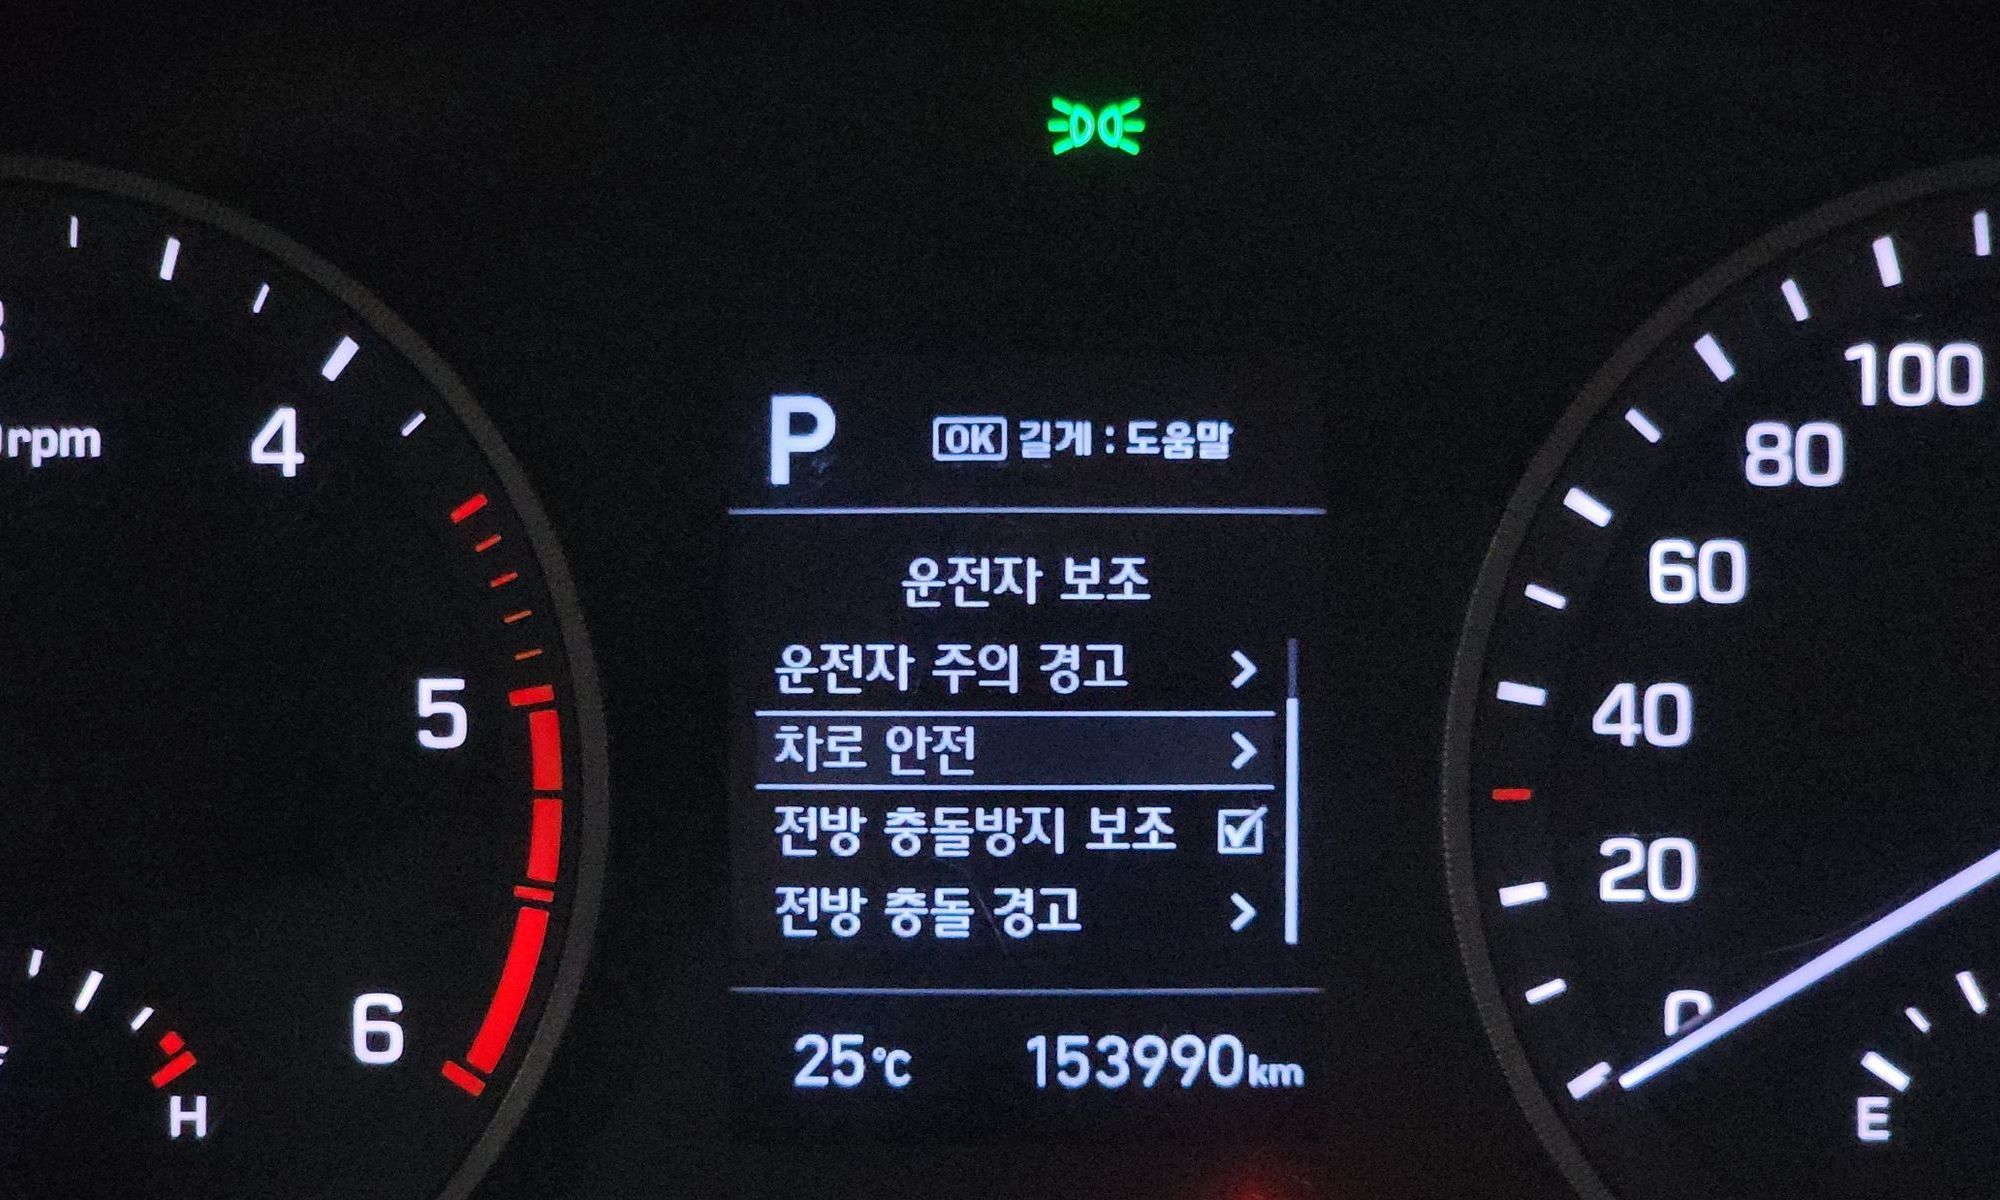 P OK 길게 : 도움말
운전자 보조
운전자 주의 경고
차로 안전
전방 충돌방지 보조
전방 충돌 경고
25℃ 153990km
rpm
4
5
6
H
100
80
60
40
20
0
E